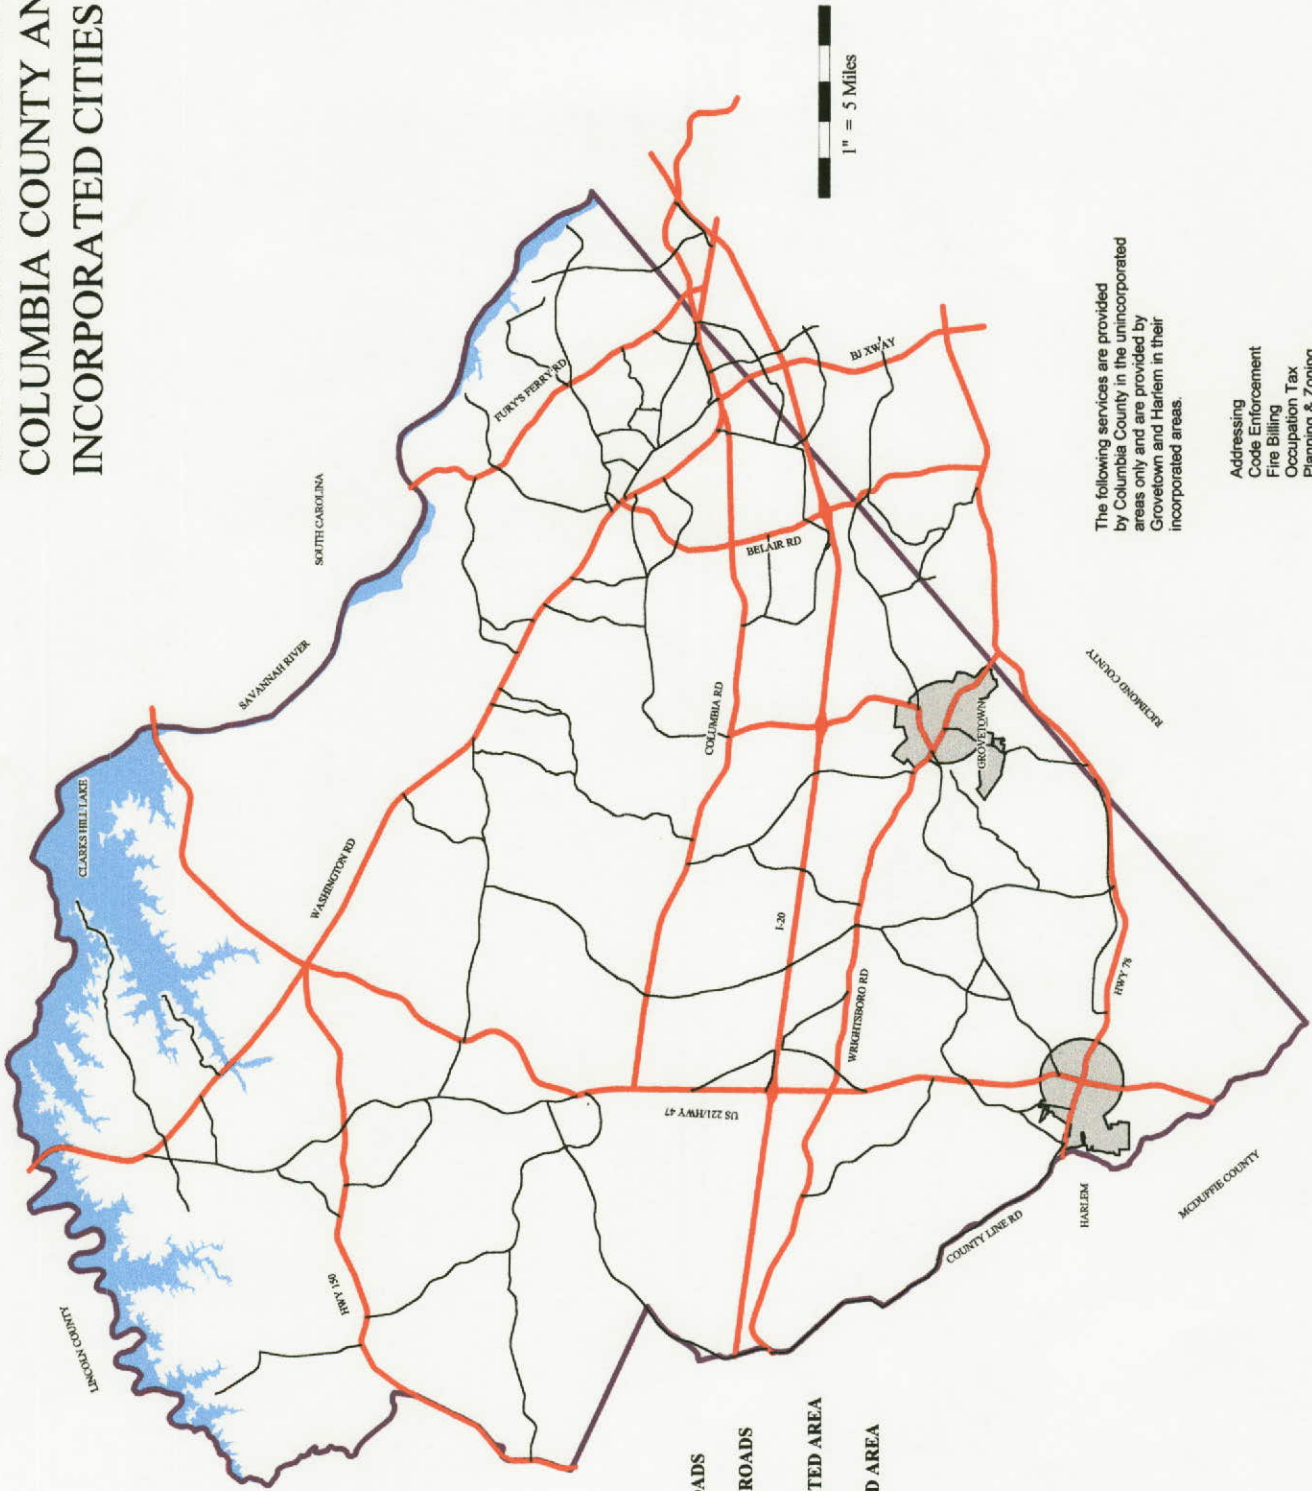 COLUMBIA COUNTY AN
INCORPORATED CITIES
SOUTH CAROLINA
SAVANNAH RIVER
CLARKS HILL LAKE
LINCOLN COUNTY
WASHINGTON RD
FURY'S FERRY RD
BJ XWAY
BELAIR RD
COLUMBIA RD
I-20
WRIGHTSBORO RD
US 221/HWY 47
HWY 150
GROVETOWN
HWY 78
HARLEM
COUNTY LINE RD
RICHMOND COUNTY
MCDUFFIE COUNTY
1" = 5 Miles
The following services are provided
by Columbia County in the unincorporated
areas only and are provided by
Grovetown and Harlem in their
incorporated areas.
Addressing
Code Enforcement
Fire Billing
Occupation Tax
Planning & Zoning
ADS
ROADS
TED AREA
D AREA